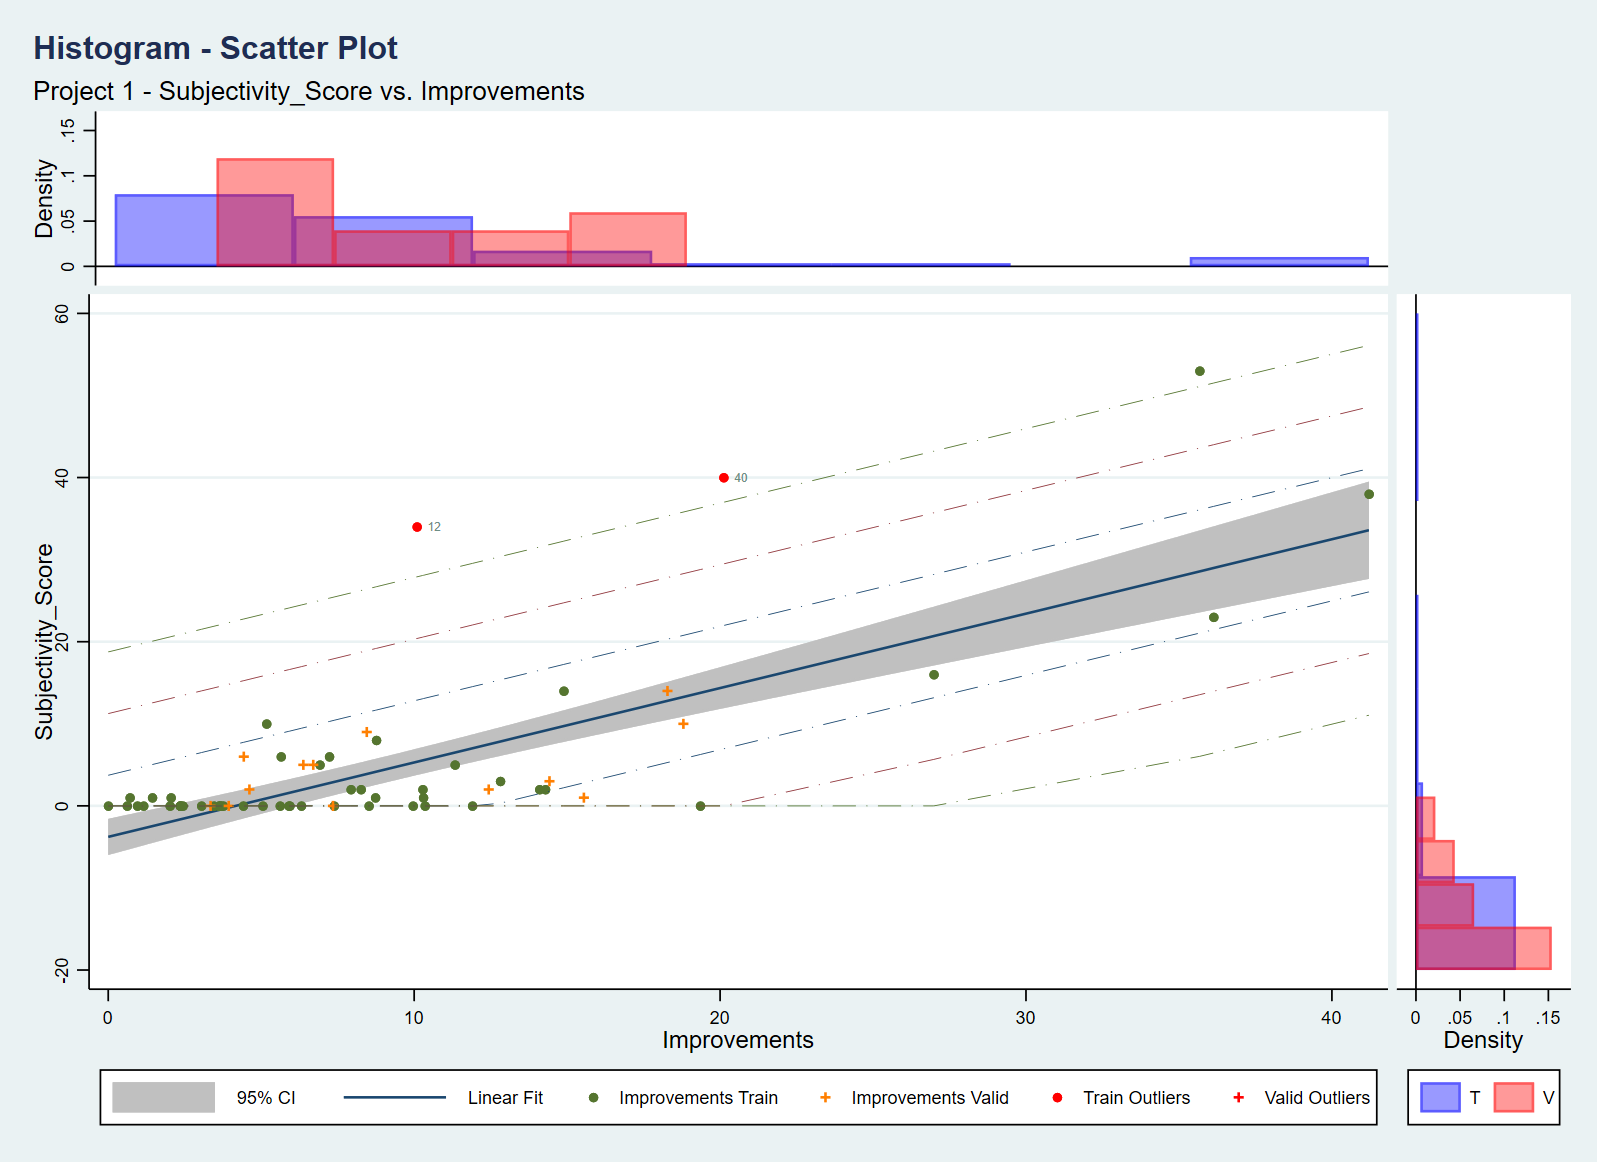 Histogram - Scatter Plot
Project 1 - Subjectivity_Score vs. Improvements
Density
0 .05 .1 .15
Subjectivity_Score
-20 0 20 40 60
12
40
0 10 20 30 40
Improvements
0 .05 .1 .15
Density
95% CI Linear Fit Improvements Train Improvements Valid Train Outliers Valid Outliers
T V